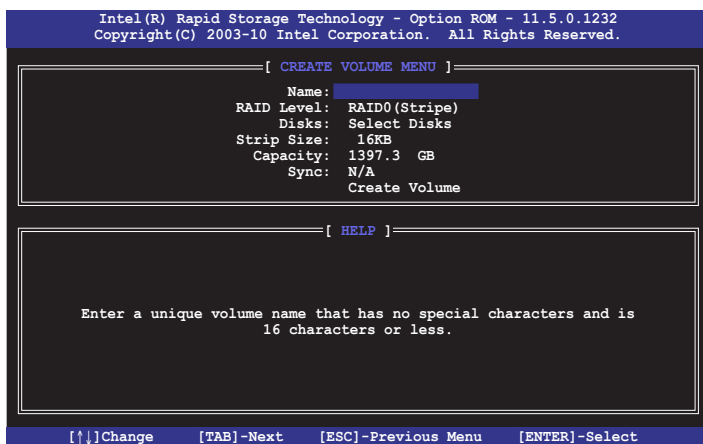 Intel(R) Rapid Storage Technology - Option ROM - 11.5.0.1232
Copyright(C) 2003-10 Intel Corporation. All Rights Reserved.
[ CREATE VOLUME MENU ]
Name:
RAID Level: RAID0(Stripe)
Disks: Select Disks
Strip Size: 16KB
Capacity: 1397.3 GB
Sync: N/A
Create Volume
[ HELP ]
Enter a unique volume name that has no special characters and is
16 characters or less.
[↑↓]Change [TAB]-Next [ESC]-Previous Menu [ENTER]-Select